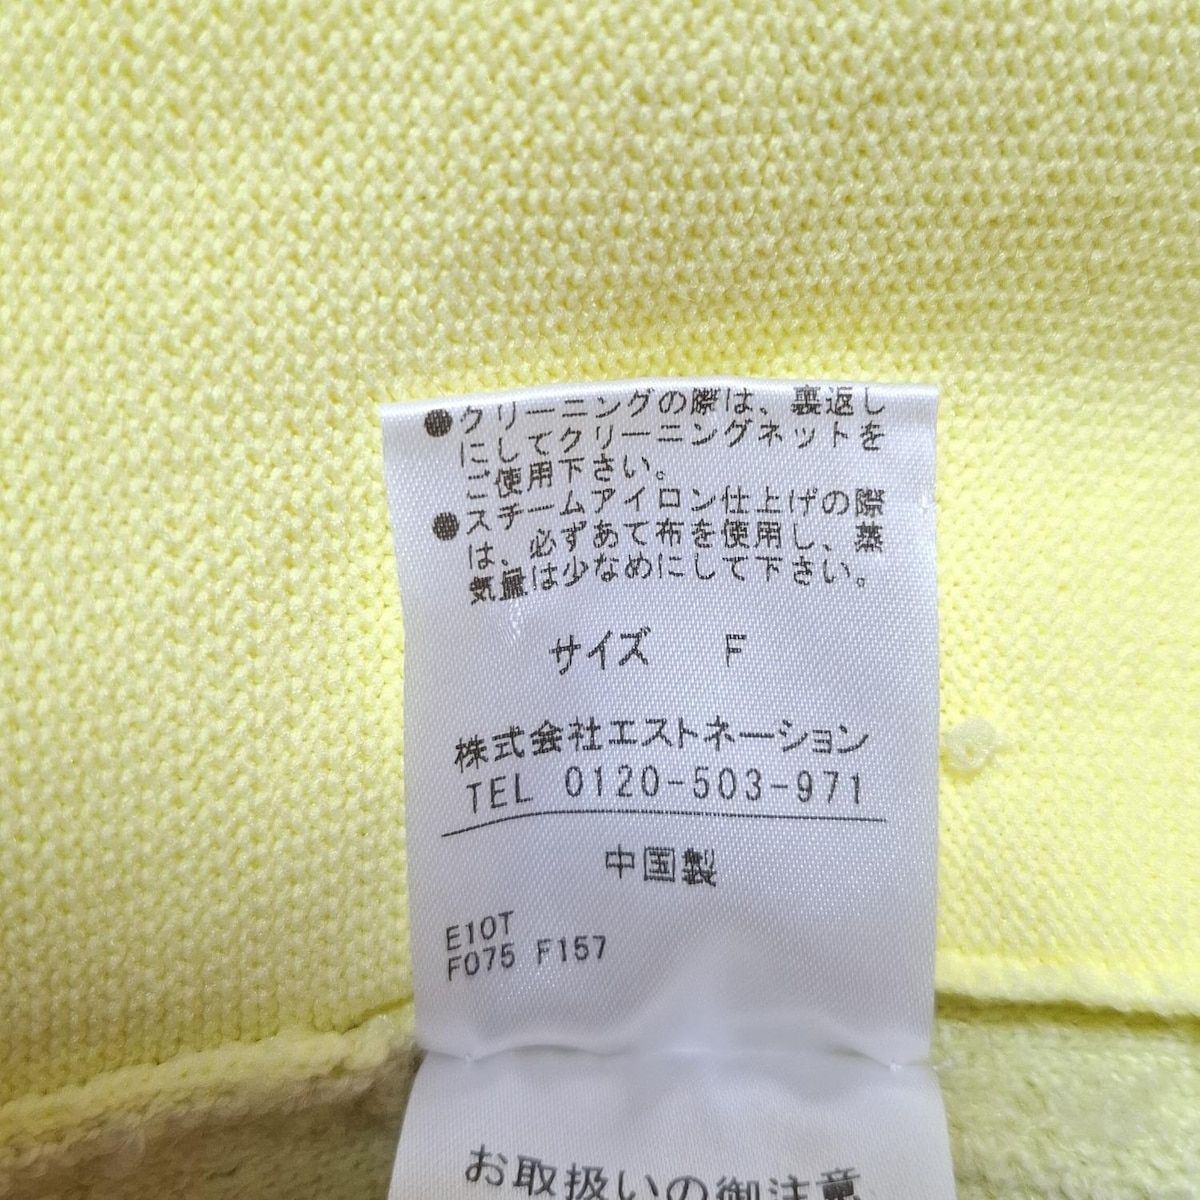 ●クリーニングの際は、裏返し
にしてクリーニングネットを
ご使用下さい。
●スチームアイロン仕上げの際
は、必ずあて布を使用し、蒸
気量は少なめにして下さい。
サイズ F
株式会社エストネーション
TEL 0120-503-971
中国製
E10T
F075 F157
お取扱いの御注意